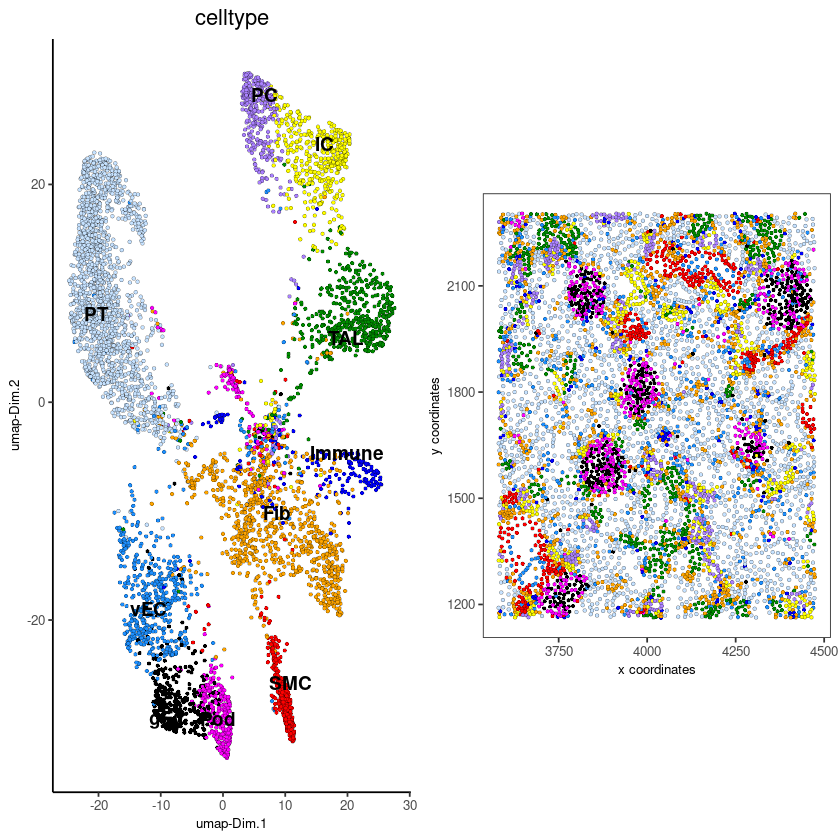 celltype
PC
IC
PT
TAL
Immune
Fib
vEC
Pod
SMC
20
0
-20
umap-Dim.2
-10
0
10
20
30
-20
umap-Dim.1
2100
1800
1500
1200
y coordinates
3750
4000
4250
4500
x coordinates